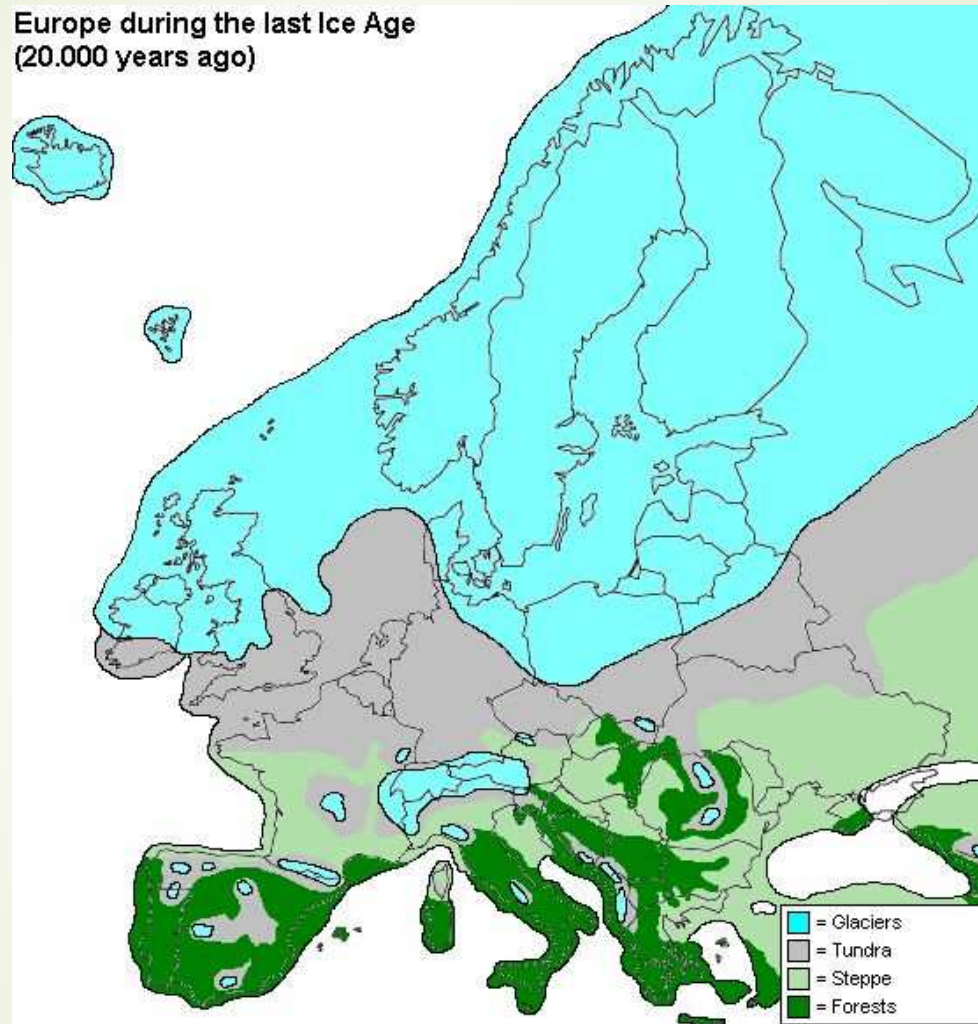 Europe during the last Ice Age
(20.000 years ago)
= Glaciers
= Tundra
= Steppe
= Forests